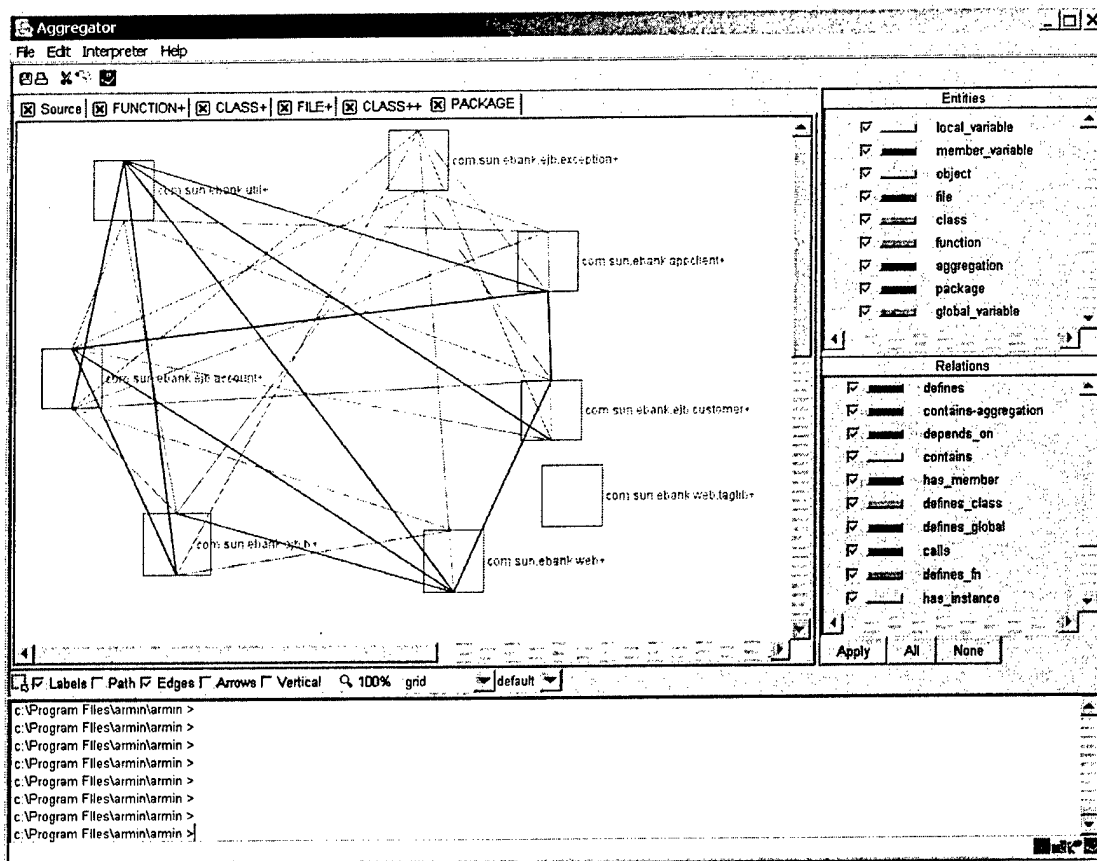 Aggregator
File Edit Interpreter Help
Source FUNCTION+ CLASS+ FILE+ CLASS++ PACKAGE
com.sun.ebank.ejb.exception+
com.sun.ebank.util+
com.sun.ebank.appclient+
com.sun.ebank.ejb.account+
com.sun.ebank.ejb.customer+
com.sun.ebank.web.taglib+
com.sun.ebank.web+
Entities
local_variable
member_variable
object
file
class
function
aggregation
package
global_variable
Relations
defines
contains-aggregation
depends_on
contains
has_member
defines_class
defines_global
calls
defines_fn
has_instance
Apply All None
Labels Path Edges Arrows Vertical 100% grid default
c:\Program Files\armin\armin >
c:\Program Files\armin\armin >
c:\Program Files\armin\armin >
c:\Program Files\armin\armin >
c:\Program Files\armin\armin >
c:\Program Files\armin\armin >
c:\Program Files\armin\armin >
c:\Program Files\armin\armin >